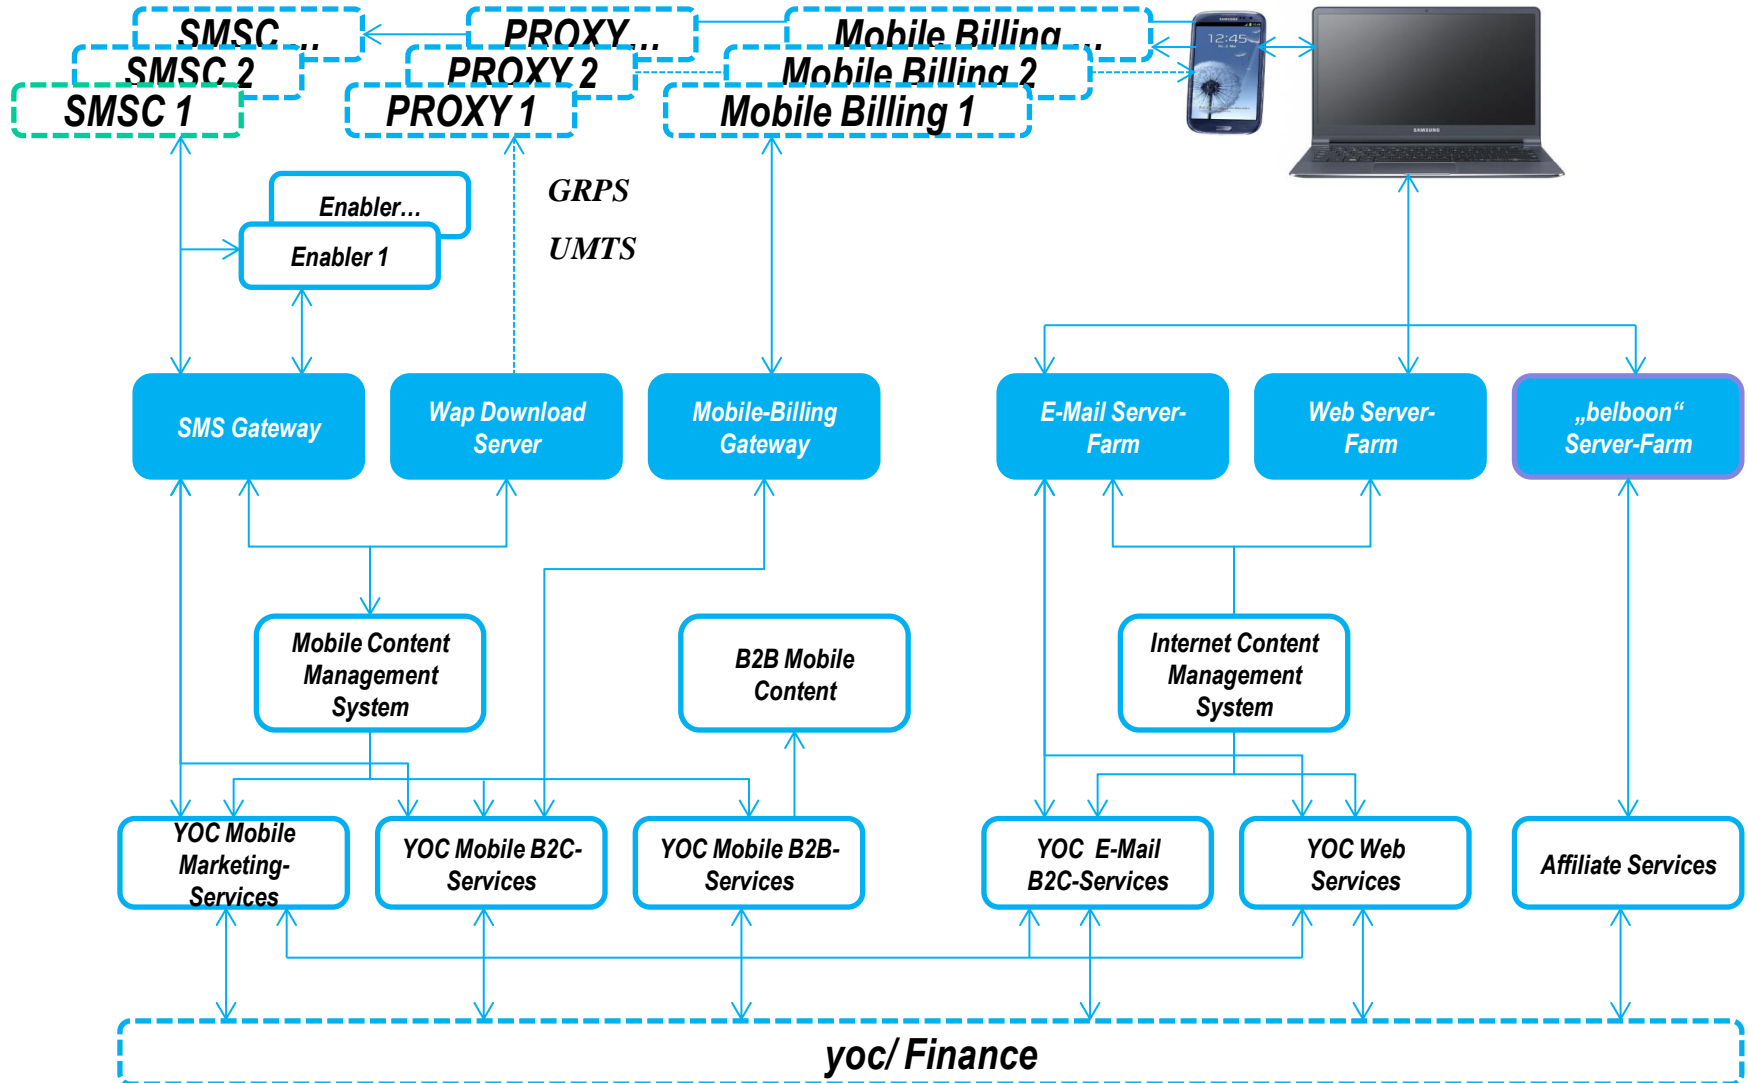 SMSC ...
PROXY...
Mobile Billing ...
SMSC 2
PROXY 2
Mobile Billing 2
SMSC 1
PROXY 1
Mobile Billing 1
12:45
SAMSUNG
GRPS
UMTS
Enabler...
Enabler 1
SMS Gateway
Wap Download
Server
Mobile-Billing
Gateway
E-Mail Server-
Farm
Web Server-
Farm
„belboon“
Server-Farm
Mobile Content
Management
System
B2B Mobile
Content
Internet Content
Management
System
YOC Mobile
Marketing-
Services
YOC Mobile B2C-
Services
YOC Mobile B2B-
Services
YOC E-Mail
B2C-Services
YOC Web
Services
Affiliate Services
yoc/ Finance